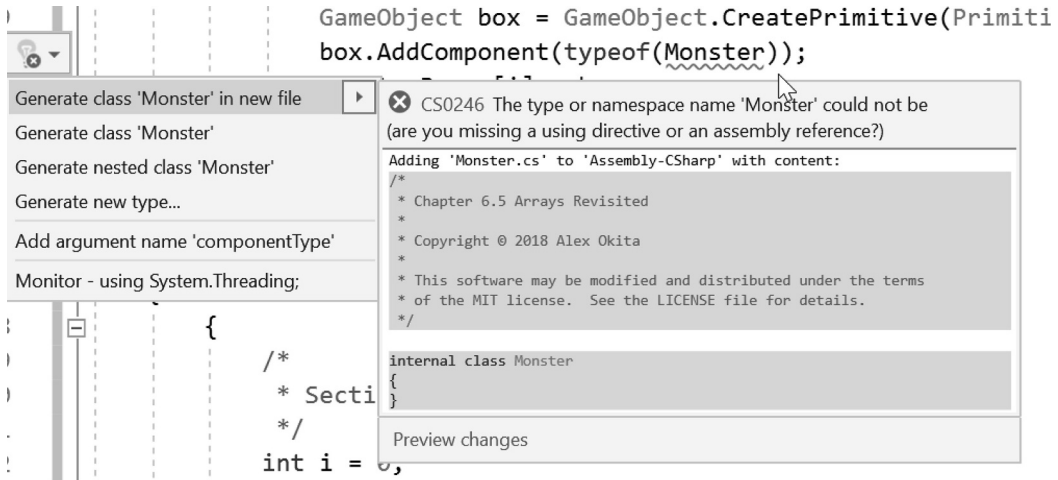 GameObject box = GameObject.CreatePrimitive(Primiti
box.AddComponent(typeof(Monster));
Generate class 'Monster' in new file
Generate class 'Monster'
Generate nested class 'Monster'
Generate new type...
Add argument name 'componentType'
Monitor - using System.Threading;
CS0246 The type or namespace name 'Monster' could not be
(are you missing a using directive or an assembly reference?)
Adding 'Monster.cs' to 'Assembly-CSharp' with content:
/*
* Chapter 6.5 Arrays Revisited
*
* Copyright © 2018 Alex Okita
*
* This software may be modified and distributed under the terms
* of the MIT license.  See the LICENSE file for details.
*/
internal class Monster
{
}
Preview changes
{
/*
* Secti
*/
int i = 0;